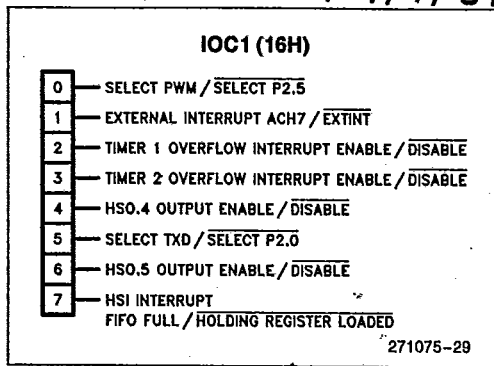 IOC1 (16H)
0 SELECT PWM / SELECT P2.5
1 EXTERNAL INTERRUPT ACH7 / EXTINT
2 TIMER 1 OVERFLOW INTERRUPT ENABLE / DISABLE
3 TIMER 2 OVERFLOW INTERRUPT ENABLE / DISABLE
4 HSO.4 OUTPUT ENABLE / DISABLE
5 SELECT TXD / SELECT P2.0
6 HSO.5 OUTPUT ENABLE / DISABLE
7 HSI INTERRUPT
FIFO FULL / HOLDING REGISTER LOADED
271075-29